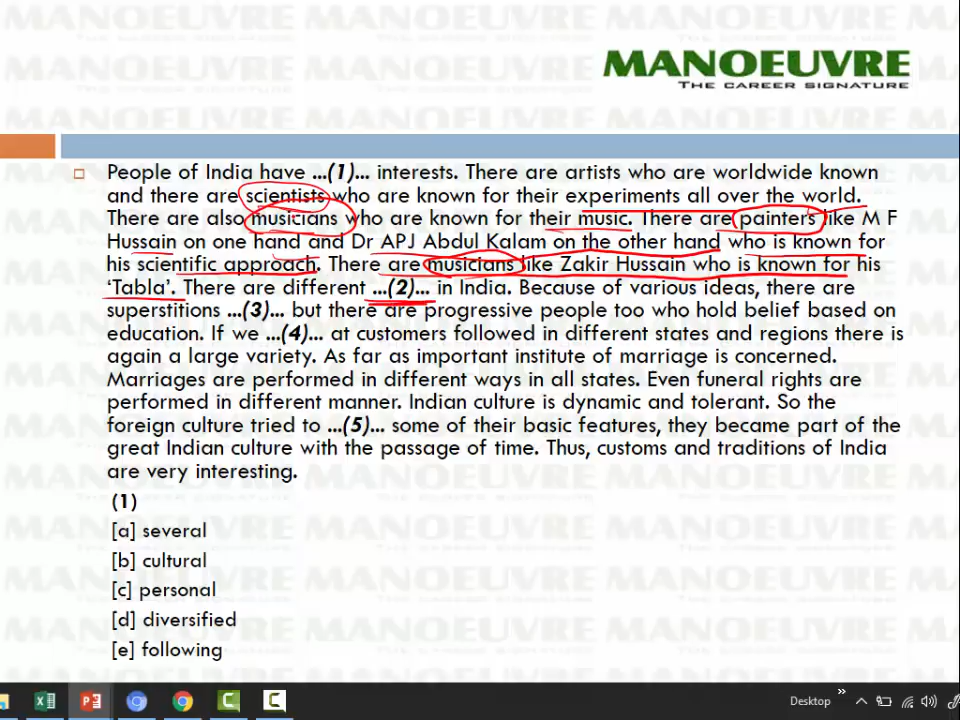 MANOEUVRE
THE CAREER SIGNATURE
People of India have ...(1)... interests. There are artists who are worldwide known
and there are scientists who are known for their experiments all over the world.
There are also musicians who are known for their music. There are painters like M F
Hussain on one hand and Dr APJ Abdul Kalam on the other hand who is known for
his scientific approach. There are musicians like Zakir Hussain who is known for his
‘Tabla’. There are different ...(2)... in India. Because of various ideas, there are
superstitions ...(3)... but there are progressive people too who hold belief based on
education. If we ...(4)... at customers followed in different states and regions there is
again a large variety. As far as important institute of marriage is concerned.
Marriages are performed in different ways in all states. Even funeral rights are
performed in different manner. Indian culture is dynamic and tolerant. So the
foreign culture tried to ...(5)... some of their basic features, they became part of the
great Indian culture with the passage of time. Thus, customs and traditions of India
are very interesting.
(1)
[a] several
[b] cultural
[c] personal
[d] diversified
[e] following
Desktop